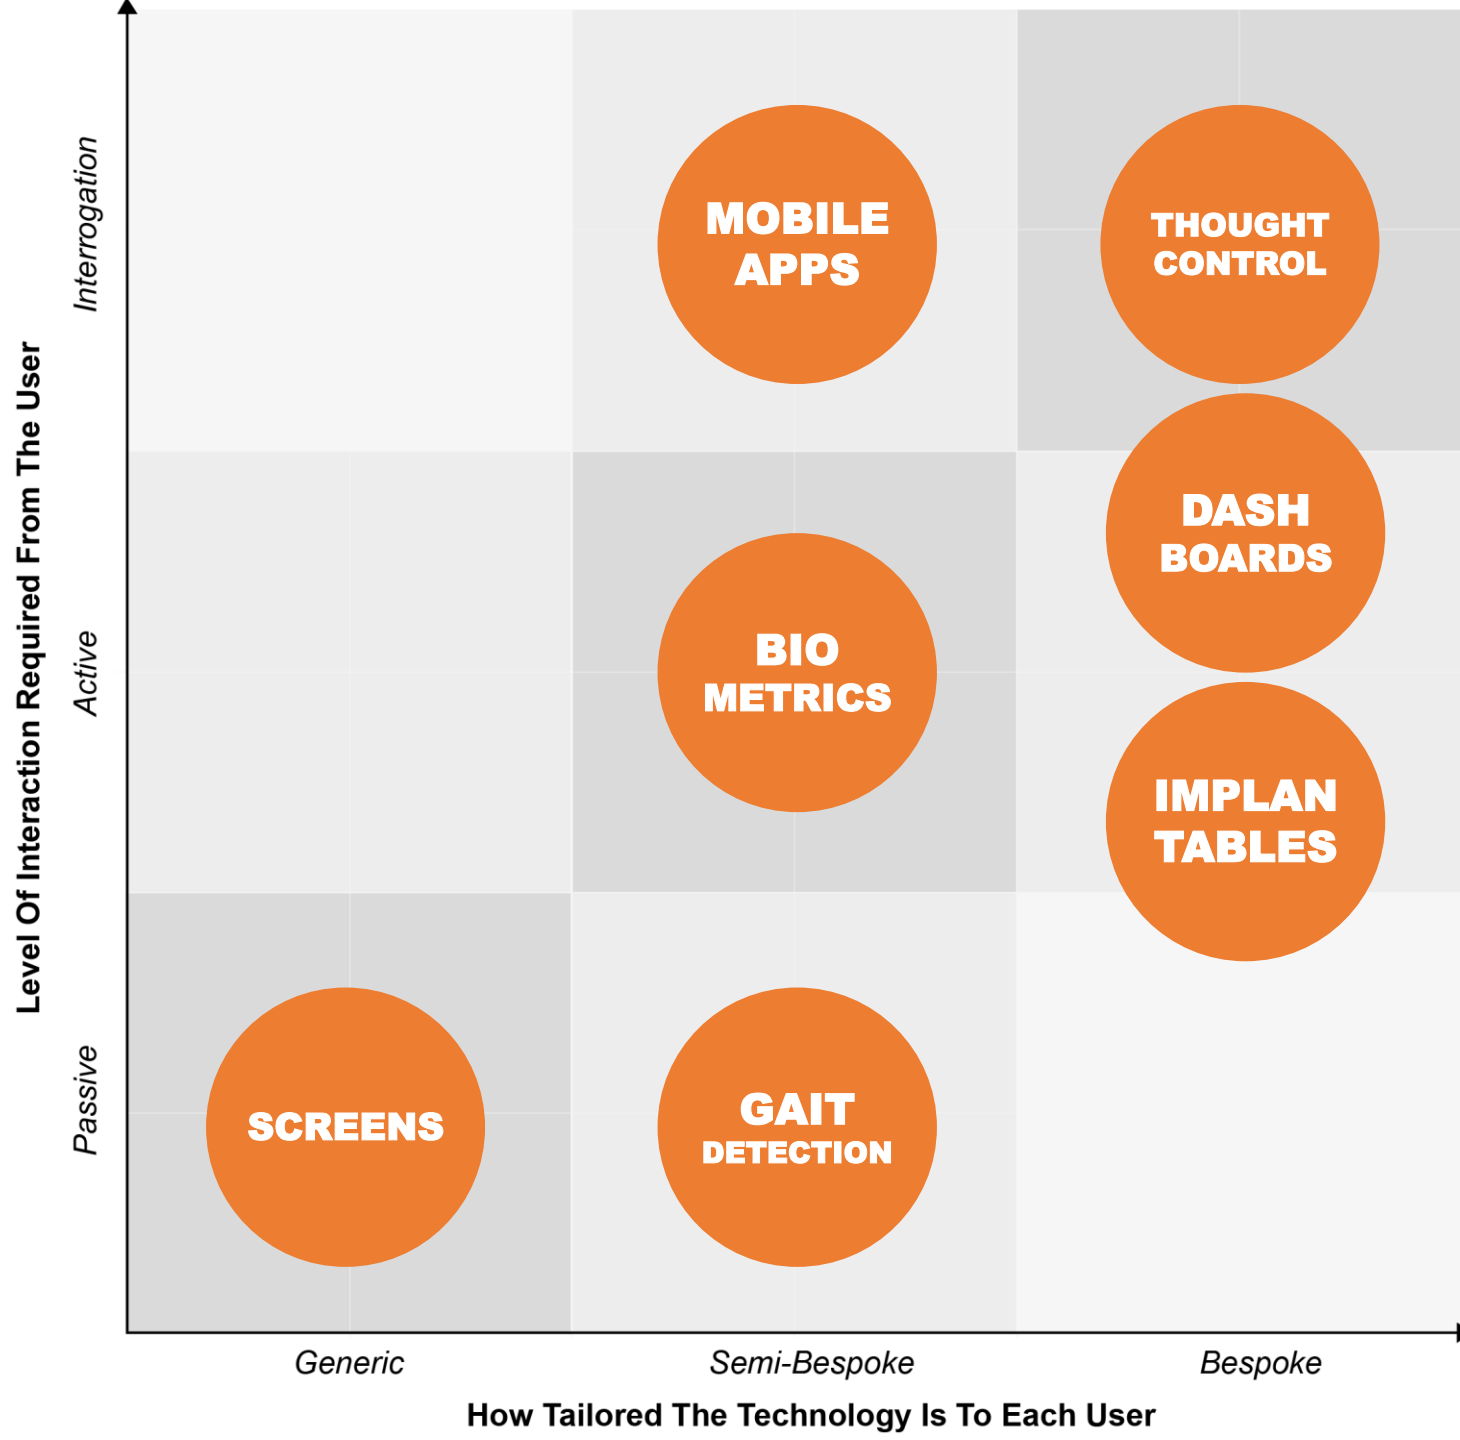 Level Of Interaction Required From The User
Interrogation
Active
Passive
MOBILE
APPS
THOUGHT
CONTROL
DASH
BOARDS
BIO
METRICS
IMPLAN
TABLES
SCREENS
GAIT
DETECTION
Generic
Semi-Bespoke
Bespoke
How Tailored The Technology Is To Each User